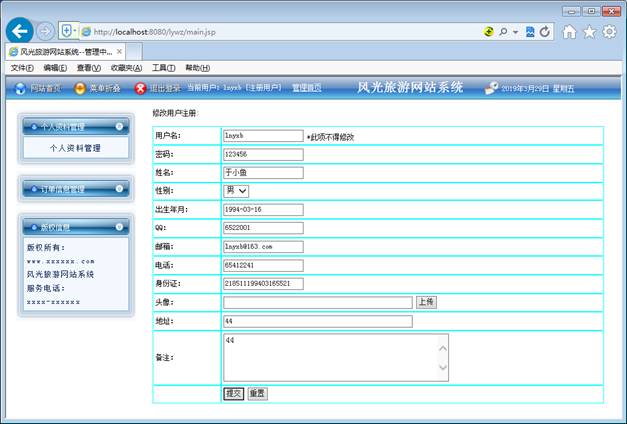 http://localhost:8080/lywz/main.jsp
风光旅游网站系统--管理中...
文件(F) 编辑(E) 查看(V) 收藏夹(A) 工具(T) 帮助(H)
网站首页 菜单折叠 退出登录 当前用户: lnyxb [注册用户] 管理首页 风光旅游网站系统 2019年3月29日 星期五
修改用户注册:
个人资料管理
个人资料管理
订单信息管理
版权信息
版权所有:
www.xxxxxx.com
风光旅游网站系统
服务电话:
xxxx-xxxxxx
用户名: lnyxb *此项不得修改
密码: 123456
姓名: 于小鱼
性别: 男
出生年月: 1994-03-16
QQ: 6522001
邮箱: lnyxb@163.com
电话: 65412241
身份证: 218511199403165521
头像: 上传
地址: 44
备注: 44
提交 重置